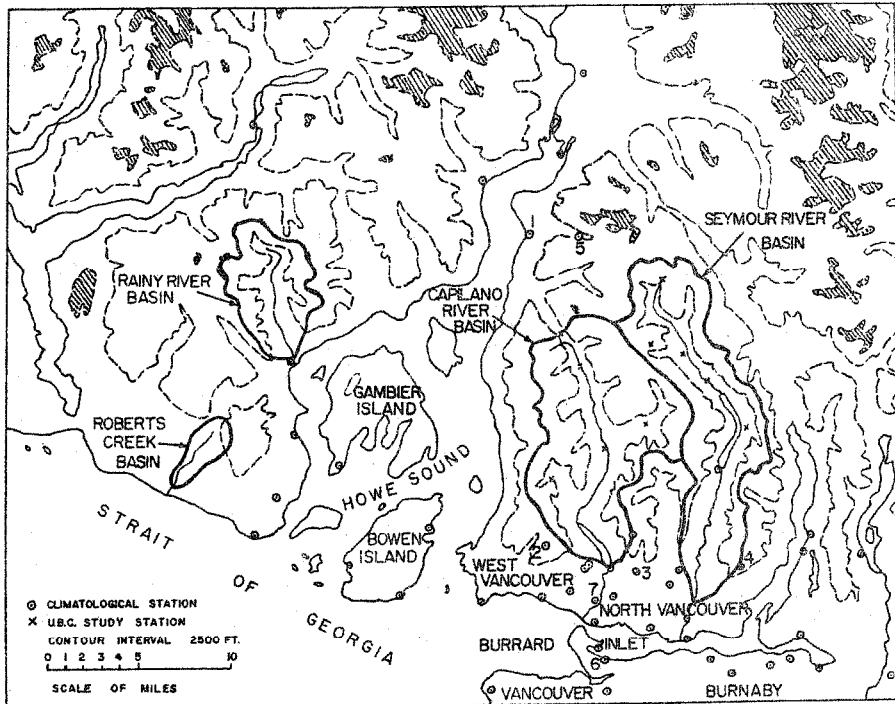 1
5
SEYMOUR RIVER
BASIN
RAINY RIVER
BASIN
CAPILANO
RIVER
BASIN
GAMBIER
ISLAND
ROBERTS
CREEK
BASIN
HOWE SOUND
STRAIT
OF
GEORGIA
BOWEN
ISLAND
2
WEST
VANCOUVER
3
4
7
NORTH VANCOUVER
BURRARD
INLET
6
VANCOUVER
BURNABY
CLIMATOLOGICAL STATION
x U.B.C. STUDY STATION
CONTOUR INTERVAL 2500 FT.
0 1 2 3 4 5 10
SCALE OF MILES